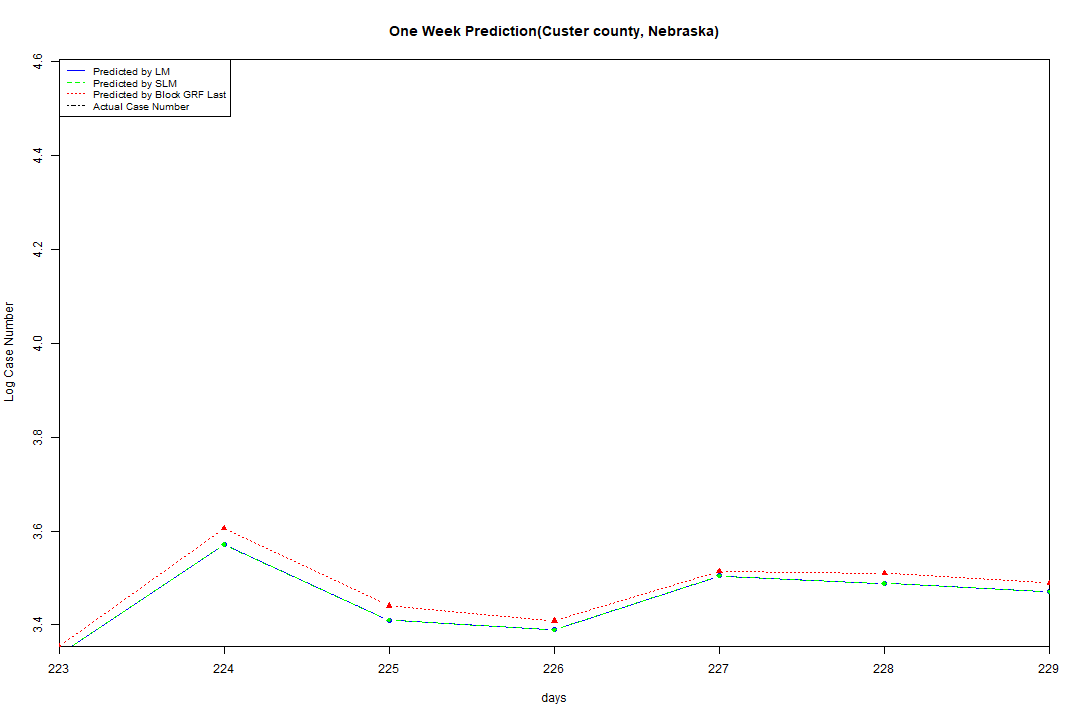 One Week Prediction(Custer county, Nebraska)
Predicted by LM
Predicted by SLM
Predicted by Block GRF Last
Actual Case Number
4.6
4.4
4.2
4.0
3.8
3.6
3.4
Log Case Number
223 224 225 226 227 228 229
days